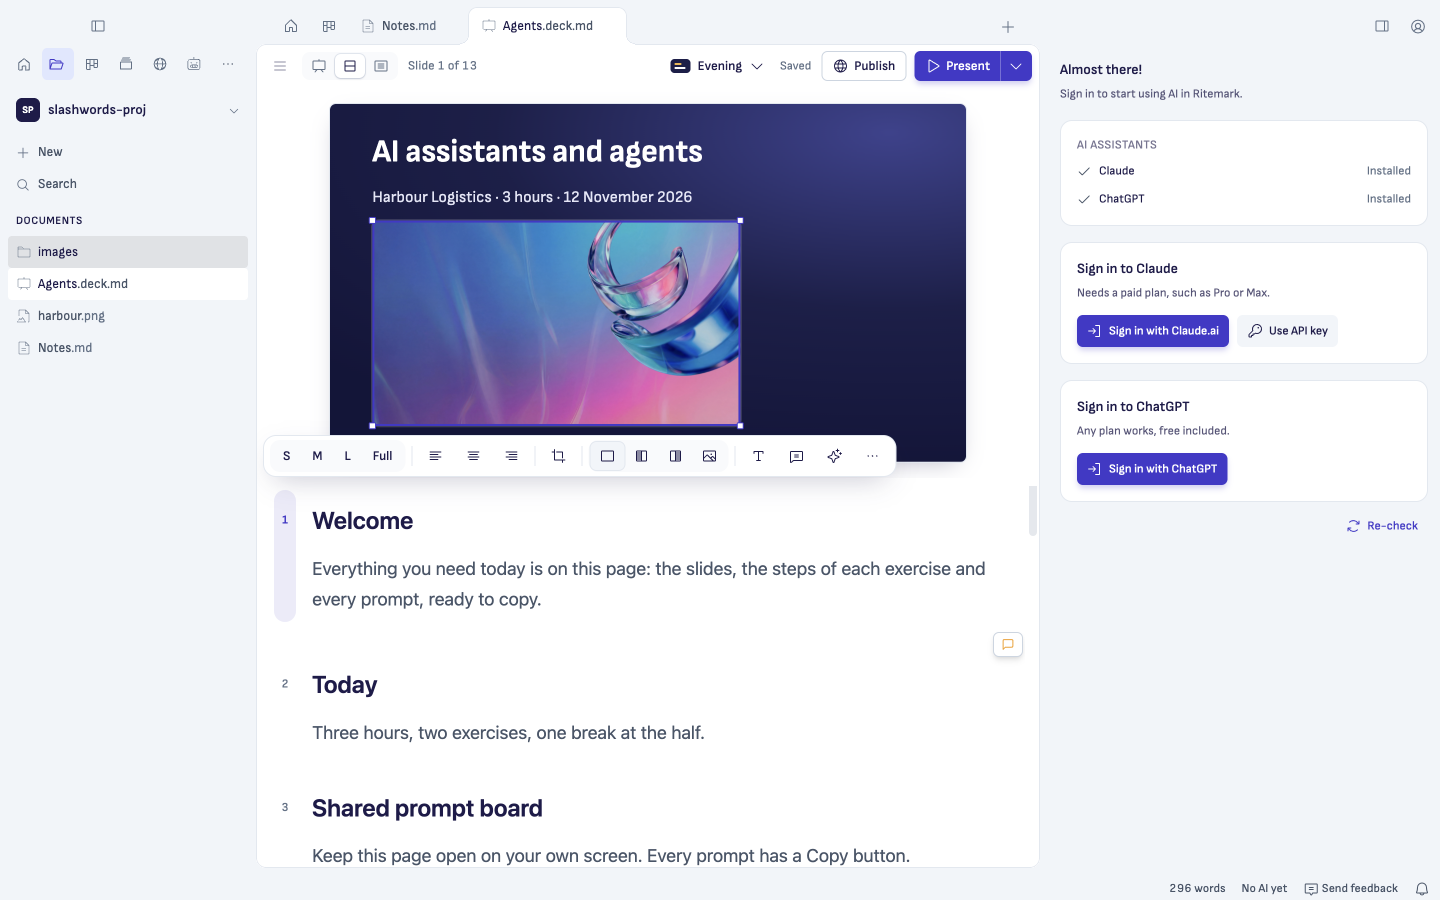 Notes.md
Agents.deck.md
SP
slashwords-proj
New
Search
DOCUMENTS
images
Agents.deck.md
harbour.png
Notes.md
Slide 1 of 13
Evening
Saved
Publish
Present
AI assistants and agents
Harbour Logistics · 3 hours · 12 November 2026
S M L Full
1
Welcome
Everything you need today is on this page: the slides, the steps of each exercise and
every prompt, ready to copy.
2
Today
Three hours, two exercises, one break at the half.
3
Shared prompt board
Keep this page open on your own screen. Every prompt has a Copy button.
Almost there!
Sign in to start using AI in Ritemark.
AI ASSISTANTS
Claude Installed
ChatGPT Installed
Sign in to Claude
Needs a paid plan, such as Pro or Max.
Sign in with Claude.ai
Use API key
Sign in to ChatGPT
Any plan works, free included.
Sign in with ChatGPT
Re-check
296 words
No AI yet
Send feedback